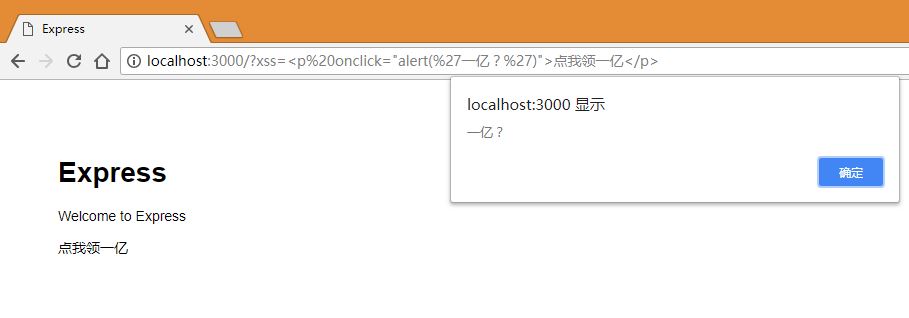 Express
localhost:3000/?xss=<p%20onclick="alert(%27一亿？%27)">点我领一亿</p>
localhost:3000 显示
一亿？
确定
Express
Welcome to Express
点我领一亿